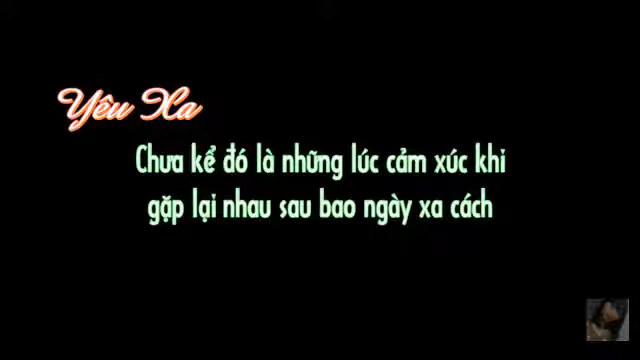 Yêu Xa
Chưa kể đó là những lúc cảm xúc khi
gặp lại nhau sau bao ngày xa cách